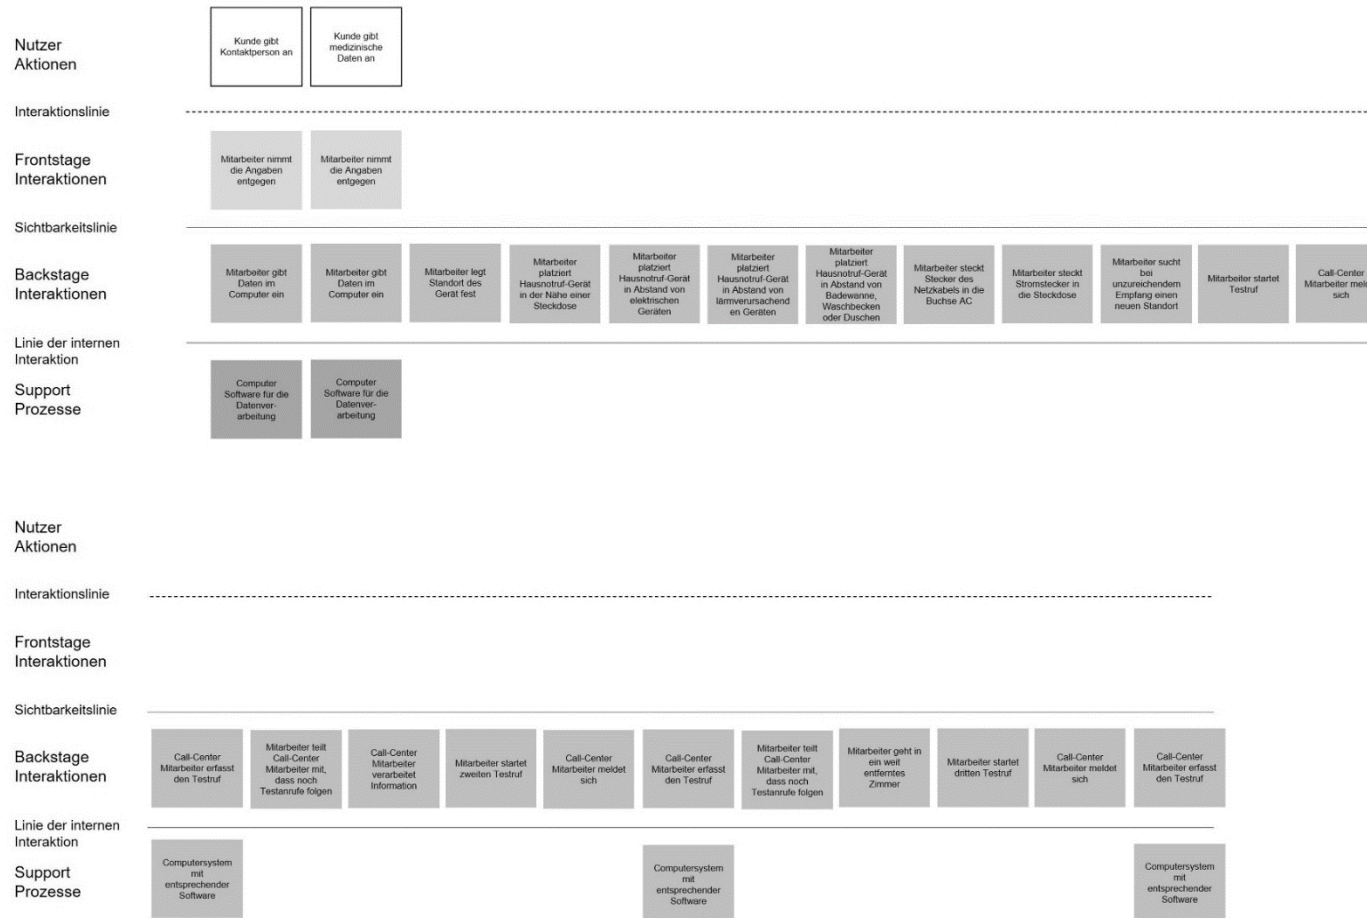 Nutzer
Aktionen
Kunde gibt
Kontaktperson an
Kunde gibt
medizinische
Daten an
Interaktionslinie
Frontstage
Interaktionen
Mitarbeiter nimmt
die Angaben
entgegen
Mitarbeiter nimmt
die Angaben
entgegen
Sichtbarkeitslinie
Backstage
Interaktionen
Mitarbeiter gibt
Daten im
Computer ein
Mitarbeiter gibt
Daten im
Computer ein
Mitarbeiter legt
Standort des
Gerät fest
Mitarbeiter
platziert
Hausnotruf-Gerät
in der Nähe einer
Steckdose
Mitarbeiter
platziert
Hausnotruf-Gerät
in Abstand von
elektrischen
Geräten
Mitarbeiter
platziert
Hausnotruf-Gerät
in Abstand von
lärmverursachend
en Geräten
Mitarbeiter
platziert
Hausnotruf-Gerät
in Abstand von
Badewanne,
Waschbecken
oder Duschen
Mitarbeiter steckt
Stecker des
Netzkabels in die
Buchse AC
Mitarbeiter steckt
Stromstecker in
die Steckdose
Mitarbeiter sucht
bei
unzureichendem
Empfang einen
neuen Standort
Mitarbeiter startet
Testruf
Call-Center
Mitarbeiter meld
sich
Linie der internen
Interaktion
Support
Prozesse
Computer
Software für die
Datenver-
arbeitung
Computer
Software für die
Datenver-
arbeitung
Nutzer
Aktionen
Interaktionslinie
Frontstage
Interaktionen
Sichtbarkeitslinie
Backstage
Interaktionen
Call-Center
Mitarbeiter erfasst
den Testruf
Mitarbeiter teilt
Call-Center
Mitarbeiter mit,
dass noch
Testanrufe folgen
Call-Center
Mitarbeiter
verarbeitet
Information
Mitarbeiter startet
zweiten Testruf
Call-Center
Mitarbeiter meldet
sich
Call-Center
Mitarbeiter erfasst
den Testruf
Mitarbeiter teilt
Call-Center
Mitarbeiter mit,
dass noch
Testanrufe folgen
Mitarbeiter geht in
ein weit
entferntes
Zimmer
Mitarbeiter startet
dritten Testruf
Call-Center
Mitarbeiter meldet
sich
Call-Center
Mitarbeiter erfasst
den Testruf
Linie der internen
Interaktion
Support
Prozesse
Computersystem
mit
entsprechender
Software
Computersystem
mit
entsprechender
Software
Computersystem
mit
entsprechender
Software